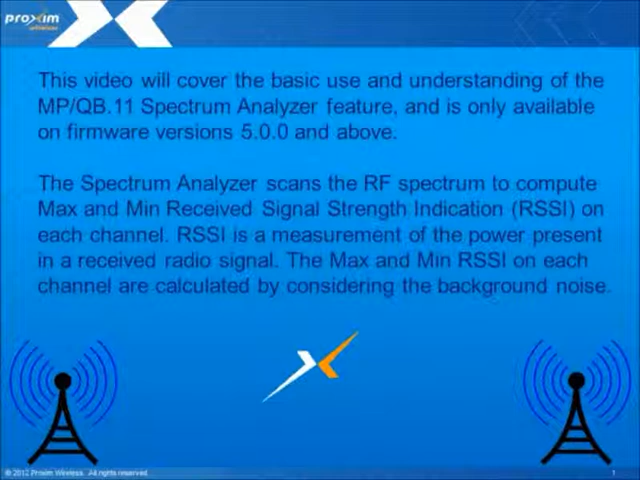 proxim
wireless
This video will cover the basic use and understanding of the
MP/QB.11 Spectrum Analyzer feature, and is only available
on firmware versions 5.0.0 and above.
The Spectrum Analyzer scans the RF spectrum to compute
Max and Min Received Signal Strength Indication (RSSI) on
each channel. RSSI is a measurement of the power present
in a received radio signal. The Max and Min RSSI on each
channel are calculated by considering the background noise.
© 2012 Proxim Wireless. All rights reserved.
1